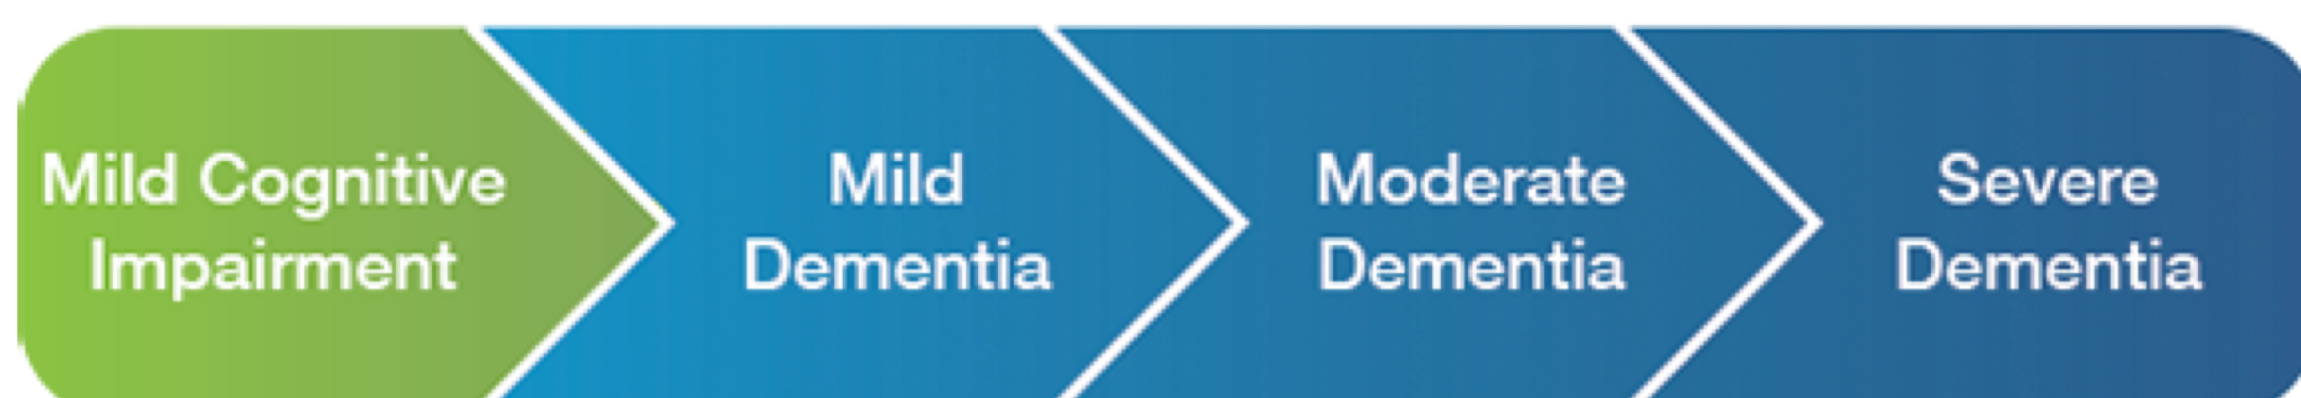 Mild Cognitive
Impairment
Mild
Dementia
Moderate
Dementia
Severe
Dementia